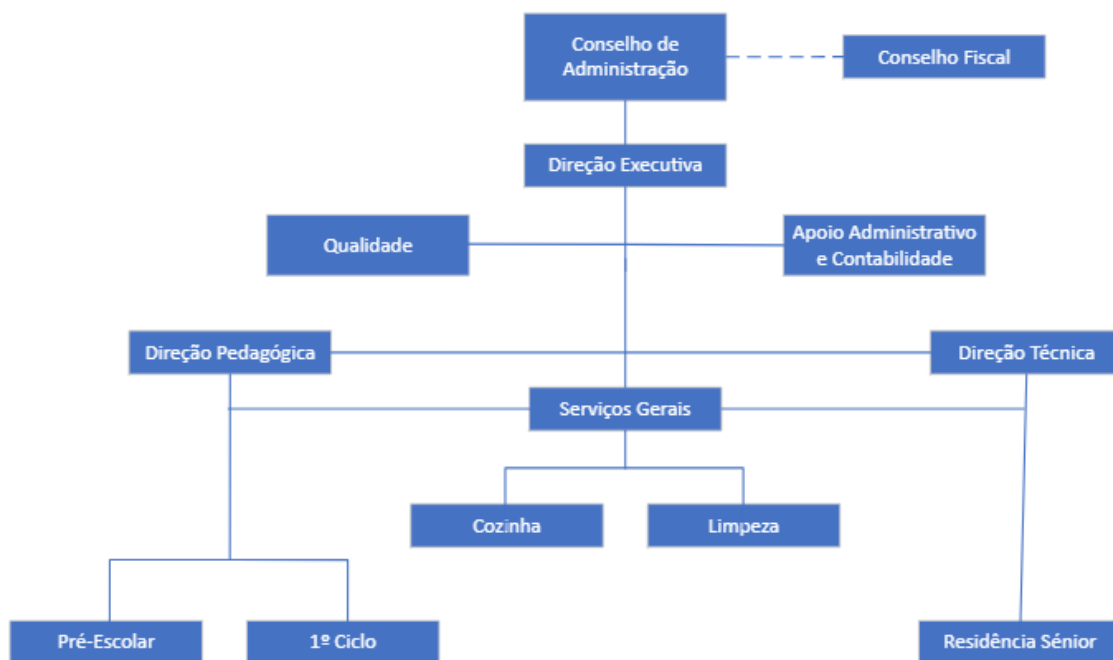 Conselho de
Administração
Conselho Fiscal
Direção Executiva
Qualidade
Apoio Administrativo
e Contabilidade
Direção Pedagógica
Direção Técnica
Serviços Gerais
Cozinha
Limpeza
Pré-Escolar
1º Ciclo
Residência Sénior